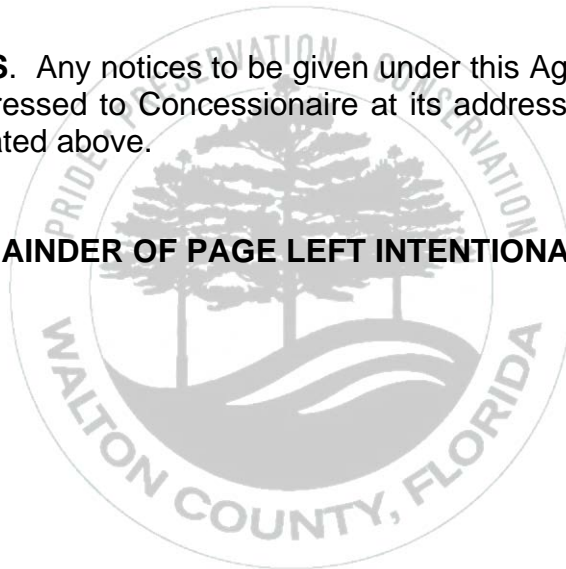 S. Any notices to be given under this Ag
ressed to Concessionaire at its address
ated above.
AINDER OF PAGE LEFT INTENTIONA
PRIDE • PRESERVATION • CONSERVATION
WALTON COUNTY, FLORIDA